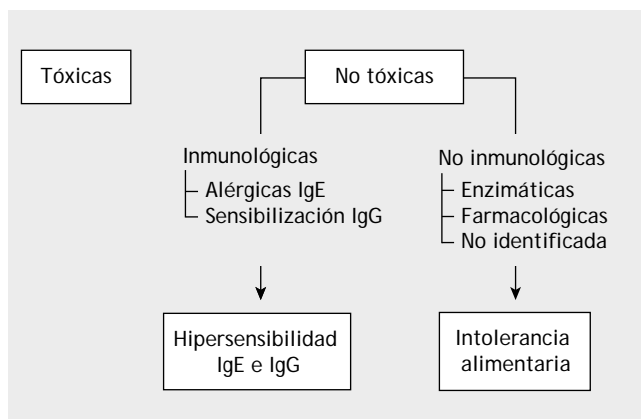 Tóxicas
No tóxicas
Inmunológicas
Alérgicas IgE
Sensibilización IgG
No inmunológicas
Enzimáticas
Farmacológicas
No identificada
Hipersensibilidad
IgE e IgG
Intolerancia
alimentaria